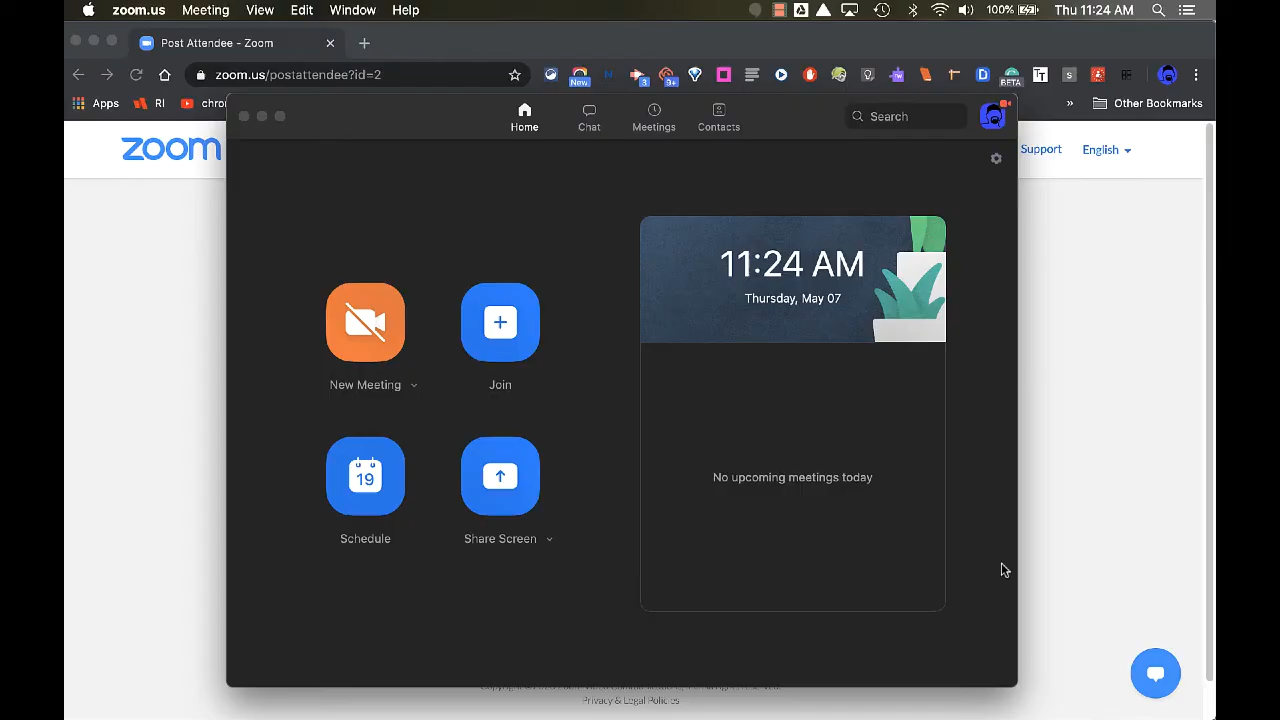 zoom.us Meeting View Edit Window Help 100% Thu 11:24 AM
Post Attendee - Zoom
zoom.us/postattendee?id=2 New 3 9+ BETA
Apps RI Other Bookmarks
Home Chat Meetings Contacts Search
zoom Support English
11:24 AM
Thursday, May 07
New Meeting Join
No upcoming meetings today
19
Schedule Share Screen
Privacy & Legal Policies